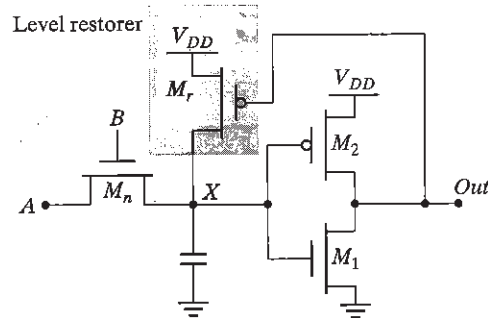 Level restorer
V_DD
M_r
V_DD
B
M_2
A
M_n
X
Out
M_1